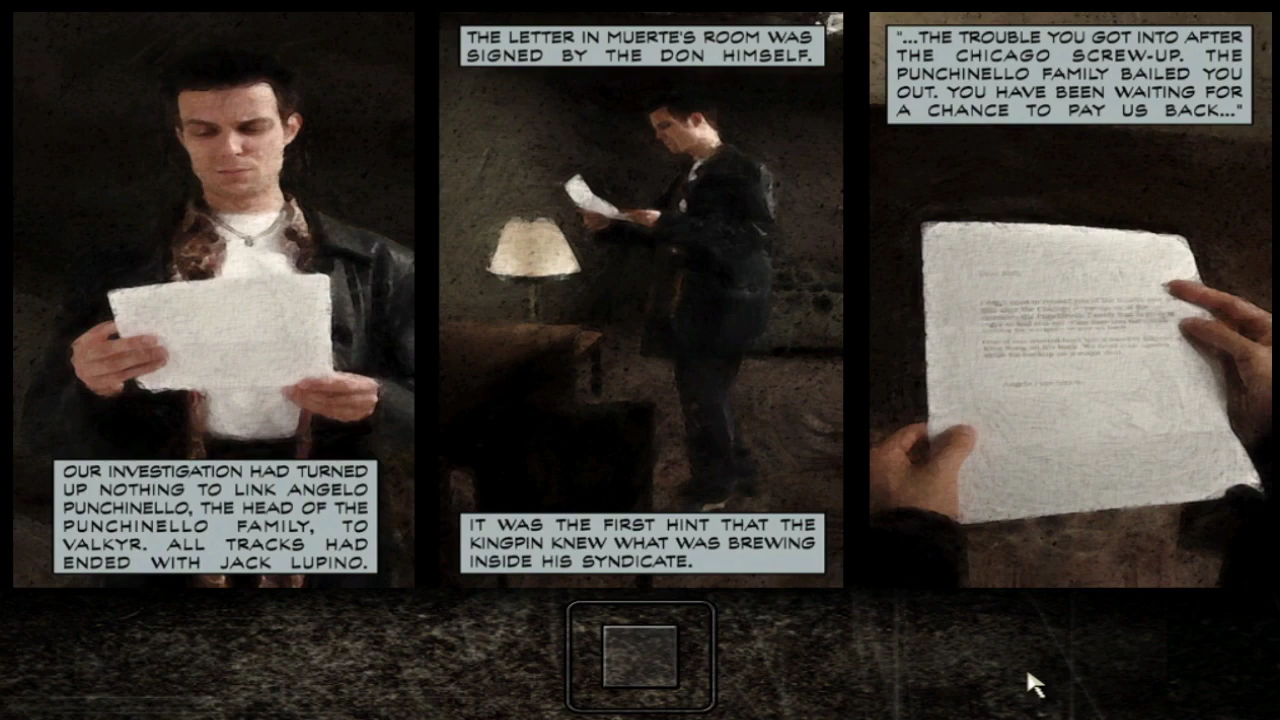 OUR INVESTIGATION HAD TURNED
UP NOTHING TO LINK ANGELO
PUNCHINELLO, THE HEAD OF THE
PUNCHINELLO FAMILY, TO
VALKYR. ALL TRACKS HAD
ENDED WITH JACK LUPINO.
THE LETTER IN MUERTE'S ROOM WAS
SIGNED BY THE DON HIMSELF.
IT WAS THE FIRST HINT THAT THE
KINGPIN KNEW WHAT WAS BREWING
INSIDE HIS SYNDICATE.
"...THE TROUBLE YOU GOT INTO AFTER
THE CHICAGO SCREW-UP. THE
PUNCHINELLO FAMILY BAILED YOU
OUT. YOU HAVE BEEN WAITING FOR
A CHANCE TO PAY US BACK..."